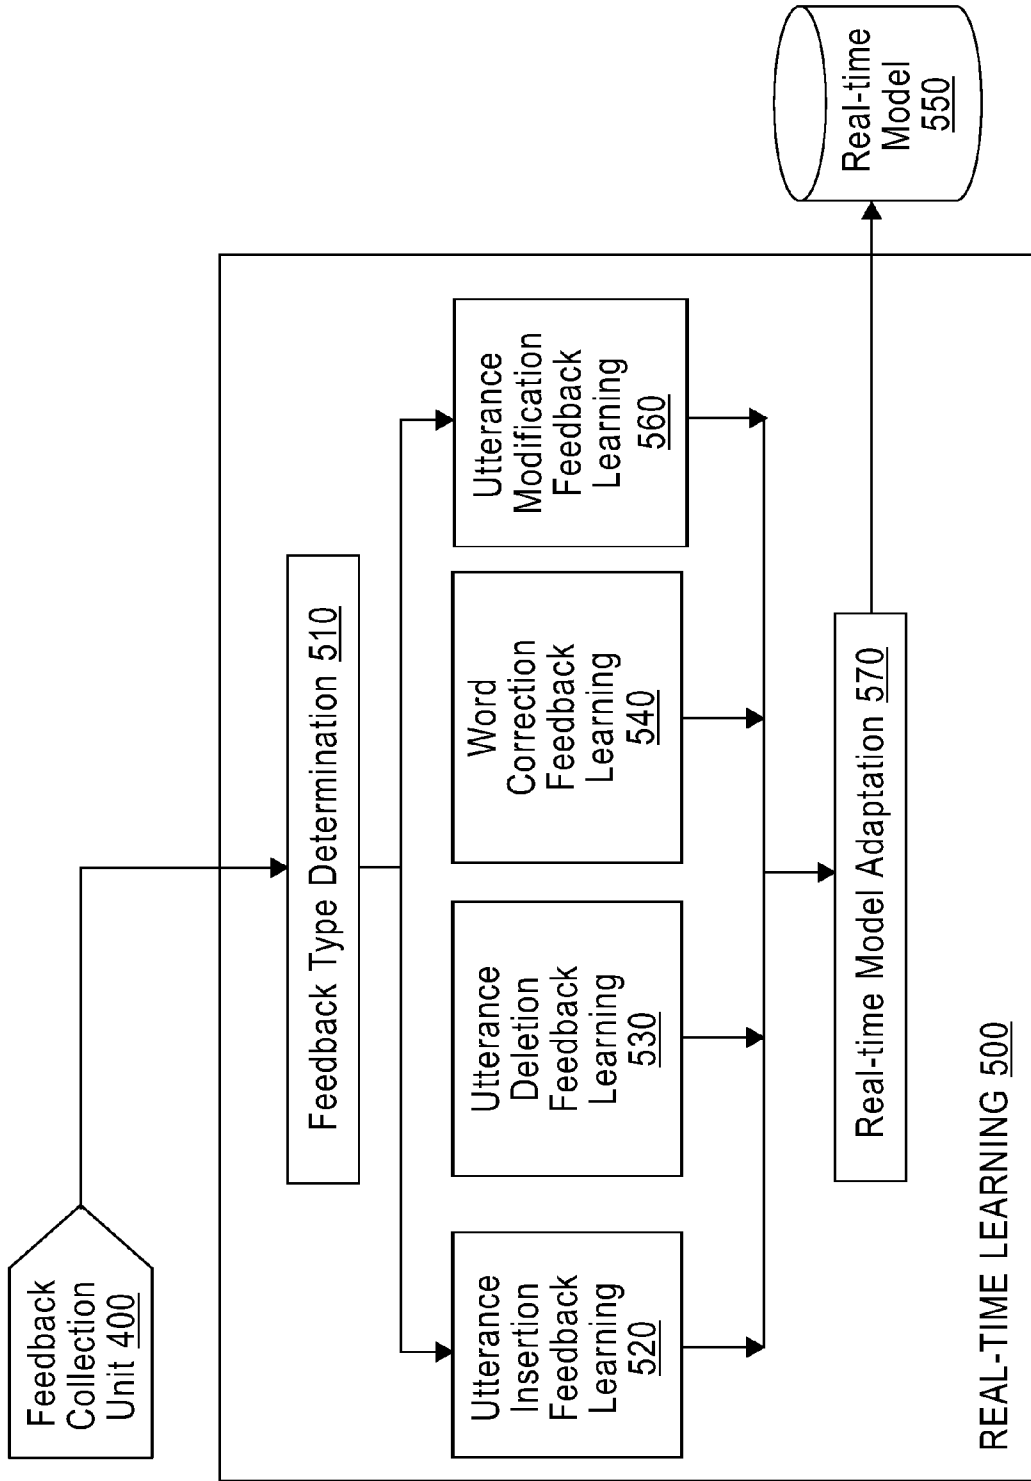 Feedback
Collection
Unit 400
Feedback Type Determination 510
Utterance
Insertion
Feedback
Learning
520
Utterance
Deletion
Feedback
Learning
530
Word
Correction
Feedback
Learning
540
Utterance
Modification
Feedback
Learning
560
Real-time Model Adaptation 570
Real-time
Model
550
REAL-TIME LEARNING 500